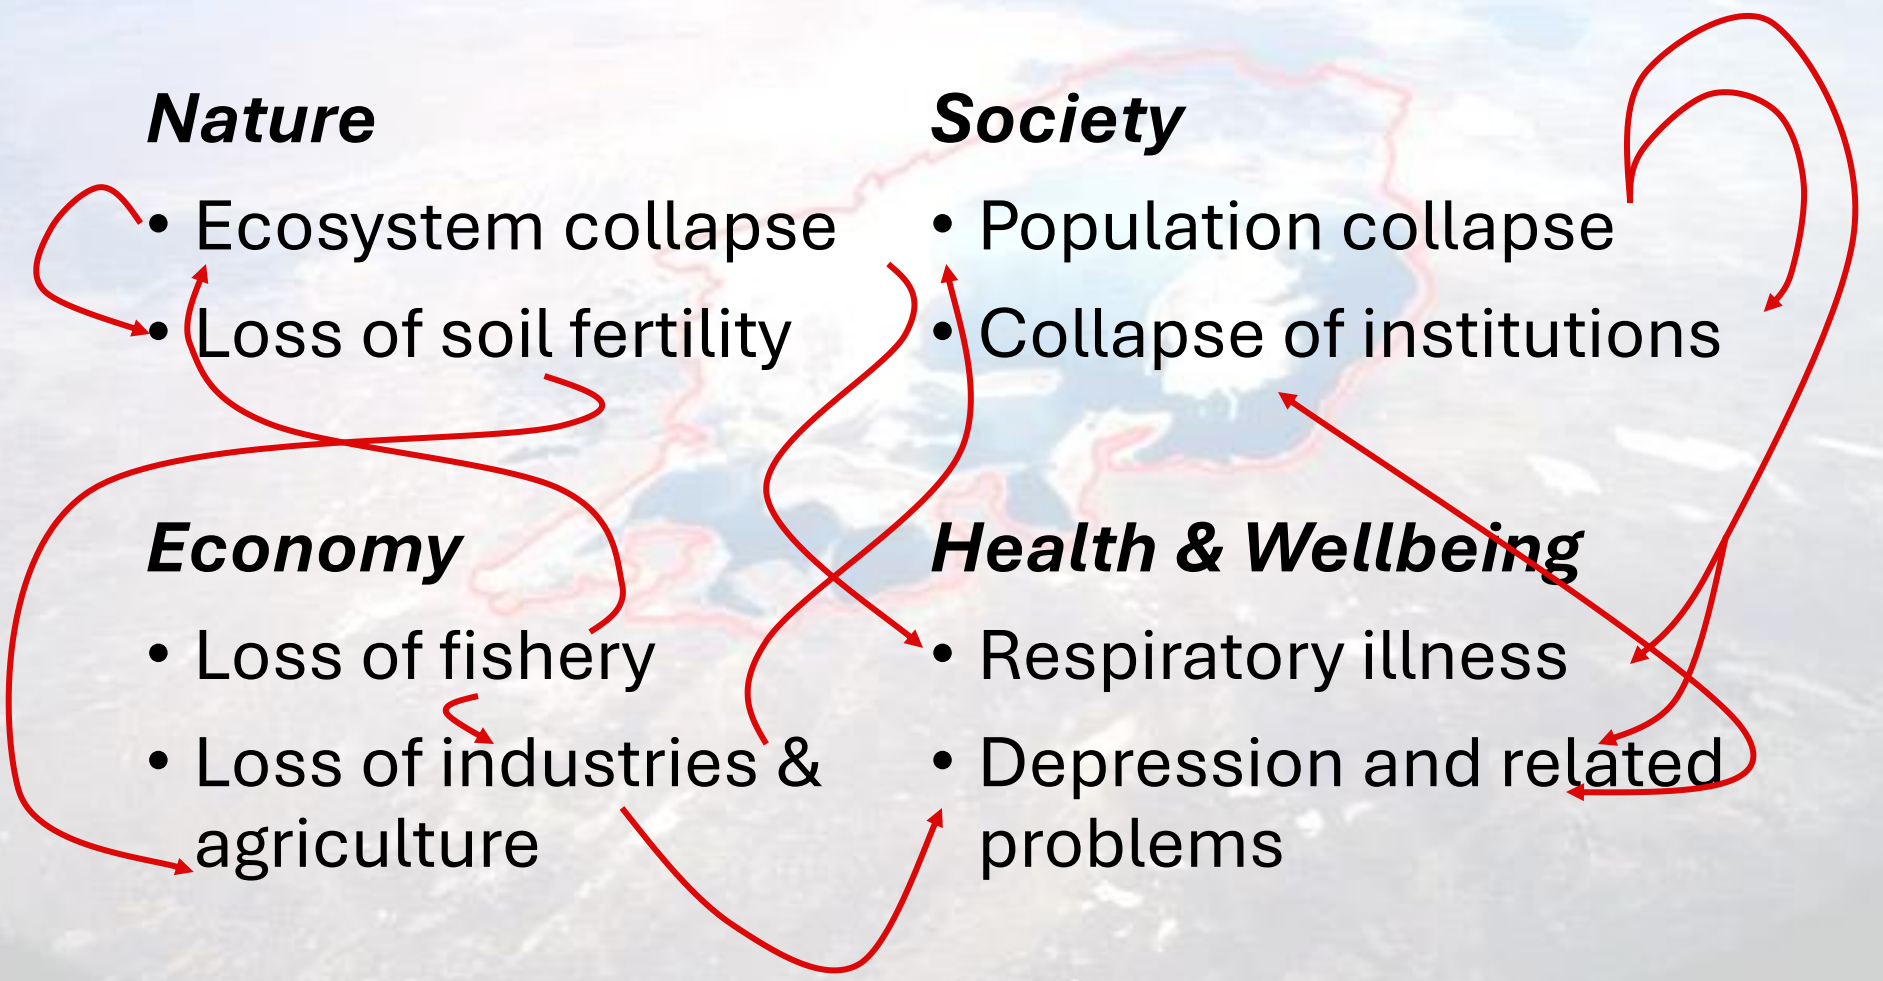 Nature
• Ecosystem collapse
• Loss of soil fertility
Economy
• Loss of fishery
• Loss of industries &
agriculture
Society
• Population collapse
• Collapse of institutions
Health & Wellbeing
• Respiratory illness
• Depression and related
problems